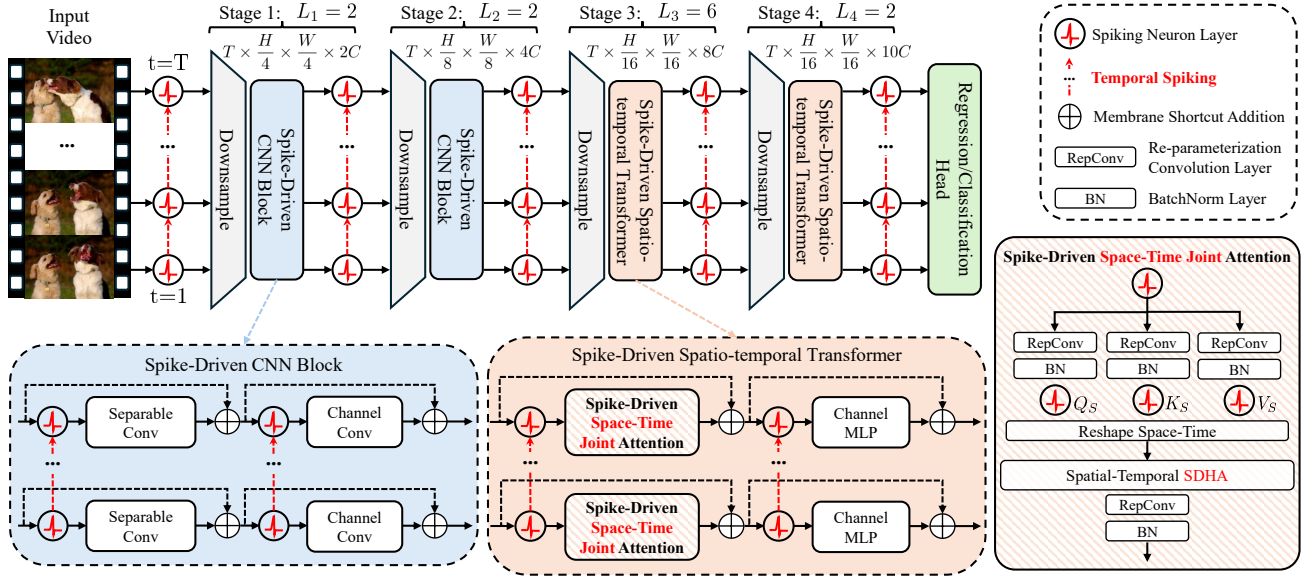 Input
Video
t=T
...
...
t=1
Stage 1: L₁ = 2
T × H/4 × W/4 × 2C
Downsample
Spike-Driven
CNN Block
...
Stage 2: L₂ = 2
T × H/8 × W/8 × 4C
Downsample
Spike-Driven
CNN Block
...
Stage 3: L₃ = 6
T × H/16 × W/16 × 8C
Downsample
Spike-Driven Spatio-
temporal Transformer
...
Stage 4: L₄ = 2
T × H/16 × W/16 × 10C
Downsample
Spike-Driven Spatio-
temporal Transformer
...
Regression/Classification
Head
Spiking Neuron Layer
...
Temporal Spiking
Membrane Shortcut Addition
RepConv
Re-parameterization
Convolution Layer
BN
BatchNorm Layer
Spike-Driven CNN Block
Separable
Conv
Channel
Conv
...
...
Separable
Conv
Channel
Conv
Spike-Driven Spatio-temporal Transformer
Spike-Driven
Space-Time
Joint Attention
Channel
MLP
...
...
Spike-Driven
Space-Time
Joint Attention
Channel
MLP
Spike-Driven Space-Time Joint Attention
RepConv RepConv RepConv
BN BN BN
Q_S K_S V_S
Reshape Space-Time
Spatial-Temporal SDHA
RepConv
BN